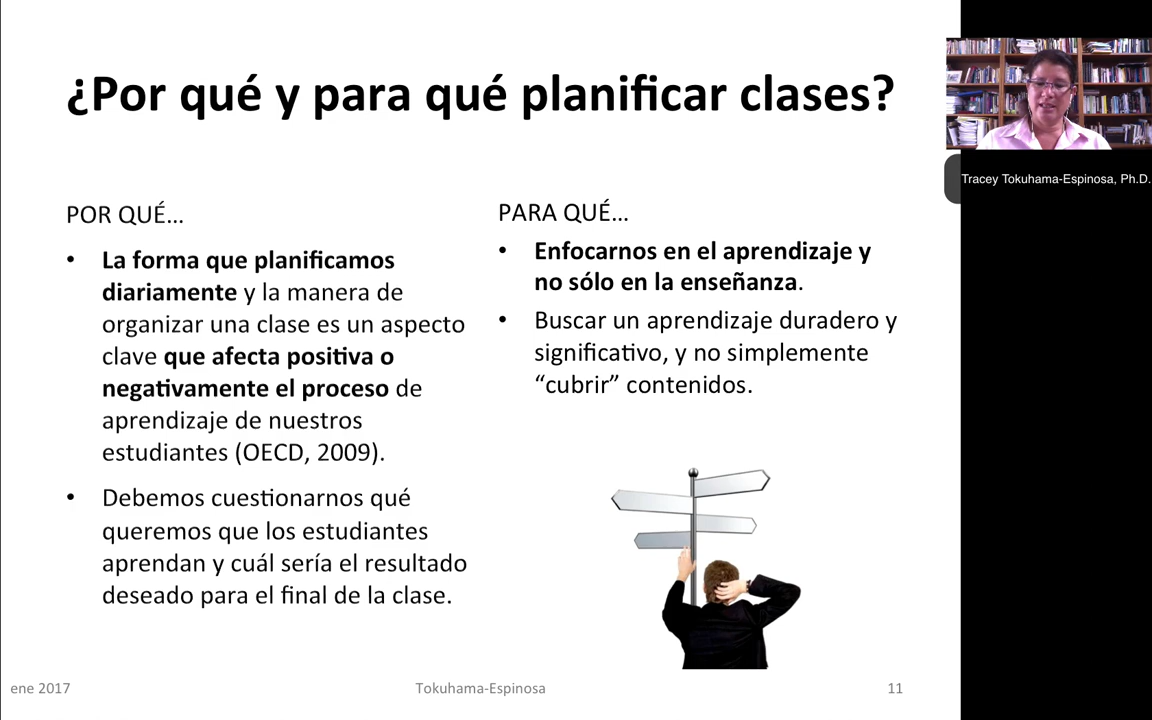 ¿Por qué y para qué planificar clases?
POR QUÉ...
• La forma que planificamos
diariamente y la manera de
organizar una clase es un aspecto
clave que afecta positiva o
negativamente el proceso de
aprendizaje de nuestros
estudiantes (OECD, 2009).
• Debemos cuestionarnos qué
queremos que los estudiantes
aprendan y cuál sería el resultado
deseado para el final de la clase.
PARA QUÉ...
• Enfocarnos en el aprendizaje y
no sólo en la enseñanza.
• Buscar un aprendizaje duradero y
significativo, y no simplemente
“cubrir” contenidos.
ene 2017
Tokuhama-Espinosa
11
Tracey Tokuhama-Espinosa, Ph.D.